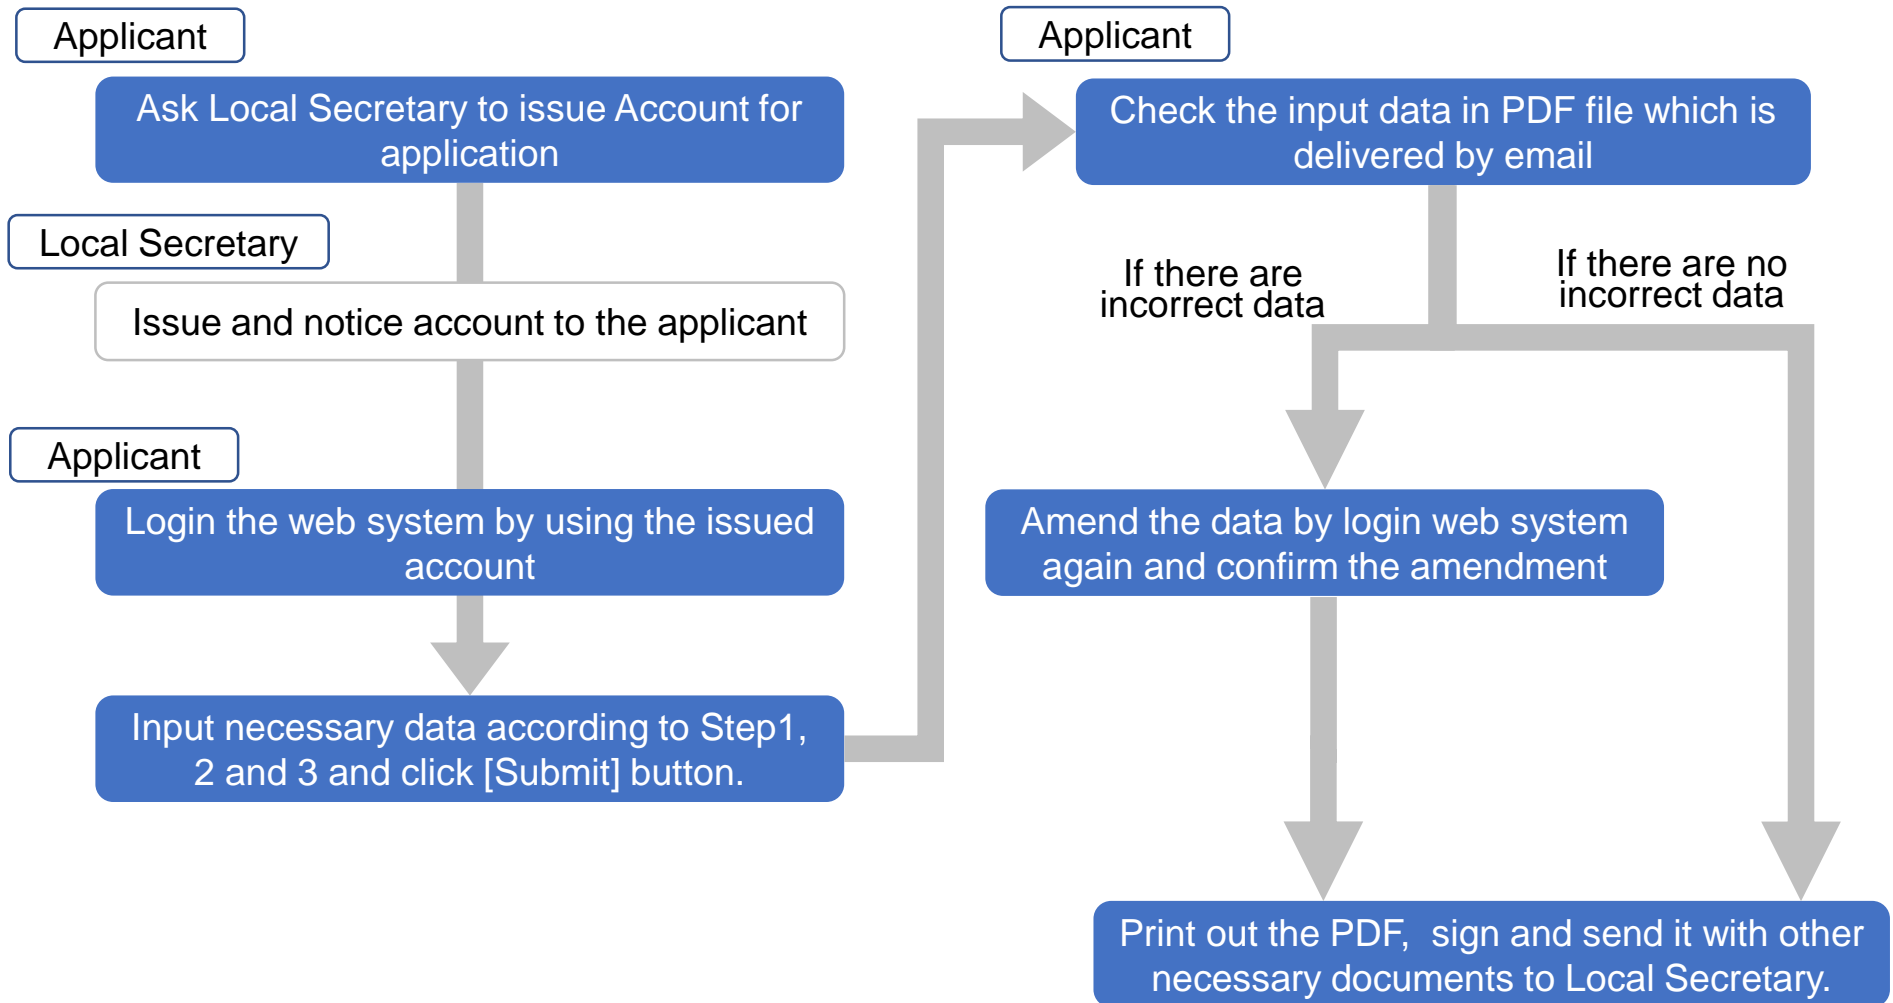 Applicant
Ask Local Secretary to issue Account for
application
Local Secretary
Issue and notice account to the applicant
Applicant
Login the web system by using the issued
account
Input necessary data according to Step1,
2 and 3 and click [Submit] button.
Applicant
Check the input data in PDF file which is
delivered by email
If there are
incorrect data
If there are no
incorrect data
Amend the data by login web system
again and confirm the amendment
Print out the PDF,  sign and send it with other
necessary documents to Local Secretary.